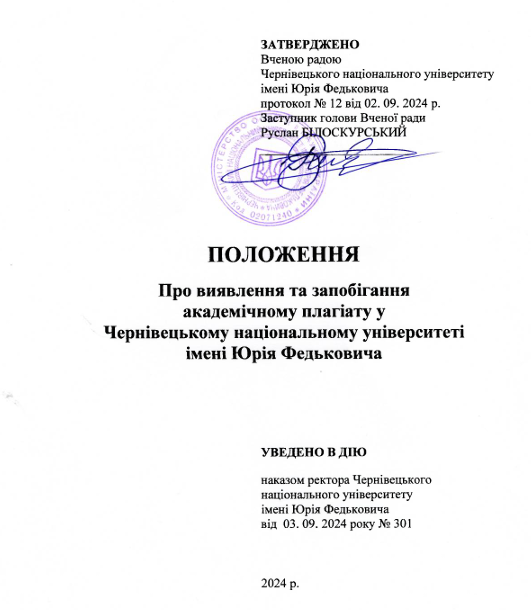 ЗАТВЕРДЖЕНО
Вченою радою
Чернівецького національного університету
імені Юрія Федьковича
протокол № 12 від 02. 09. 2024 р.
Заступник голови Вченої ради
Руслан БІЛОСКУРСЬКИЙ
02071240
ПОЛОЖЕННЯ
Про виявлення та запобігання
академічному плагіату у
Чернівецькому національному університеті
імені Юрія Федьковича
УВЕДЕНО В ДІЮ
наказом ректора Чернівецького
національного університету
імені Юрія Федьковича
від 03. 09. 2024 року № 301
2024 р.